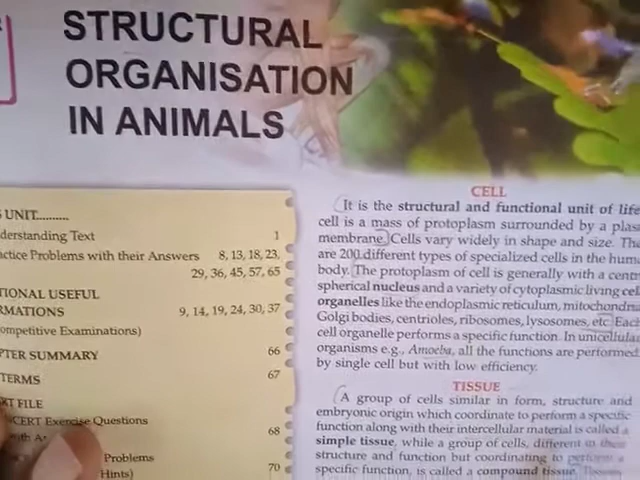 STRUCTURAL
ORGANISATION
IN ANIMALS
UNIT.........
derstanding Text 1
ctice Problems with their Answers 8, 13, 18, 23,
29, 36, 45, 57, 65
TIONAL USEFUL
RMATIONS 9, 14, 19, 24, 30, 37
ompetitive Examinations)
PTER SUMMARY 66
TERMS 67
XT FILE
NCERT Exercise Questions
68
Problems
Hints) 70
CELL
It is the structural and functional unit of life
cell is a mass of protoplasm surrounded by a plas
membrane. Cells vary widely in shape and size. The
are 200 different types of specialized cells in the hum
body. The protoplasm of cell is generally with a centr
spherical nucleus and a variety of cytoplasmic living cel
organelles like the endoplasmic reticulum, mitochondria
Golgi bodies, centrioles, ribosomes, lysosomes, etc. Eac
cell organelle performs a specific function. In unicellular
organisms e.g., Amoeba, all the functions are performed
by single cell but with low efficiency.
TISSUE
A group of cells similar in form, structure and
embryonic origin which coordinate to perform a specific
function along with their intercellular material is called a
simple tissue, while a group of cells, different in their
structure and function but coordinating to perform a
specific function, is called a compound tissue.